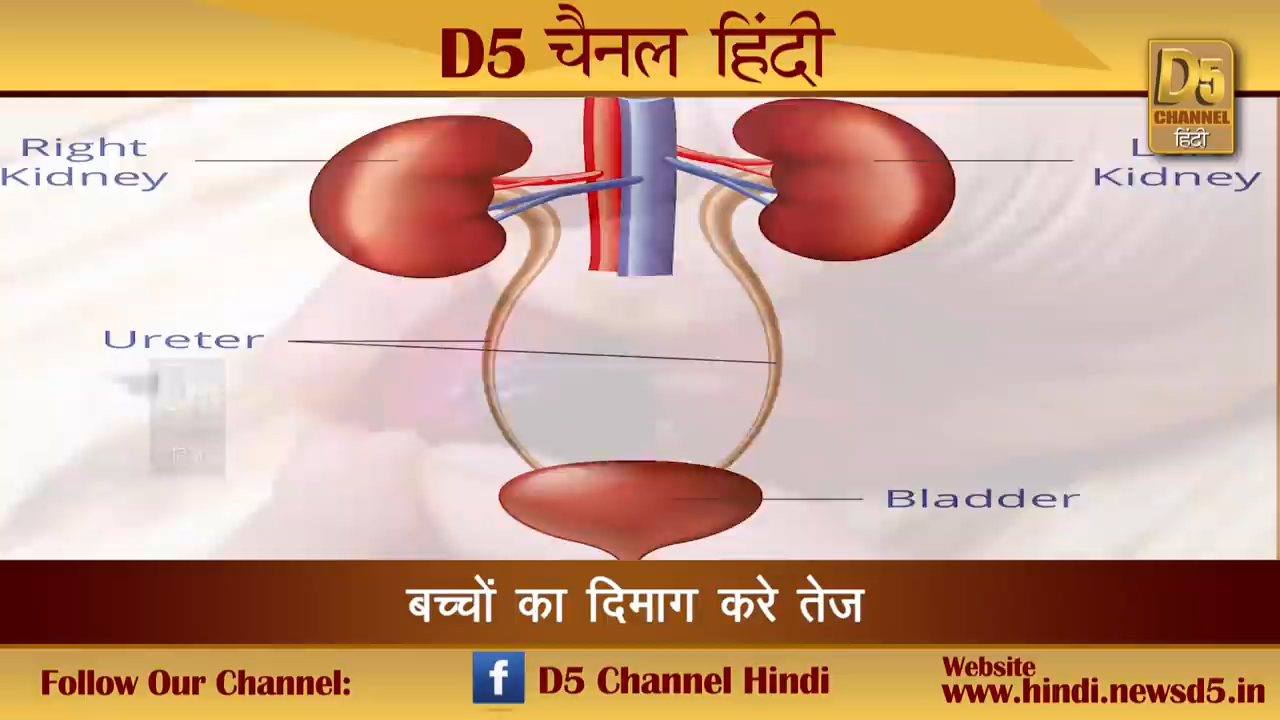 D5 चैनल हिंदी
D5
CHANNEL
हिंदी
Right
Kidney
Kidney
Ureter
Bladder
बच्चों का दिमाग करे तेज
Follow Our Channel:
f D5 Channel Hindi
Website
www.hindi.newsd5.in